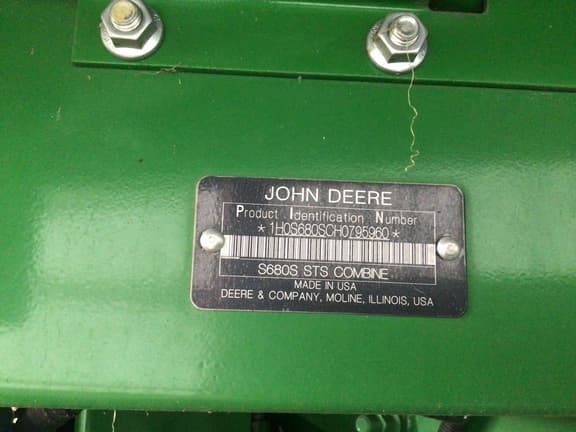 JOHN DEERE
Product Identification Number
*1H0S680SCH0795960*
S680S STS COMBINE
MADE IN USA
DEERE & COMPANY, MOLINE, ILLINOIS, USA